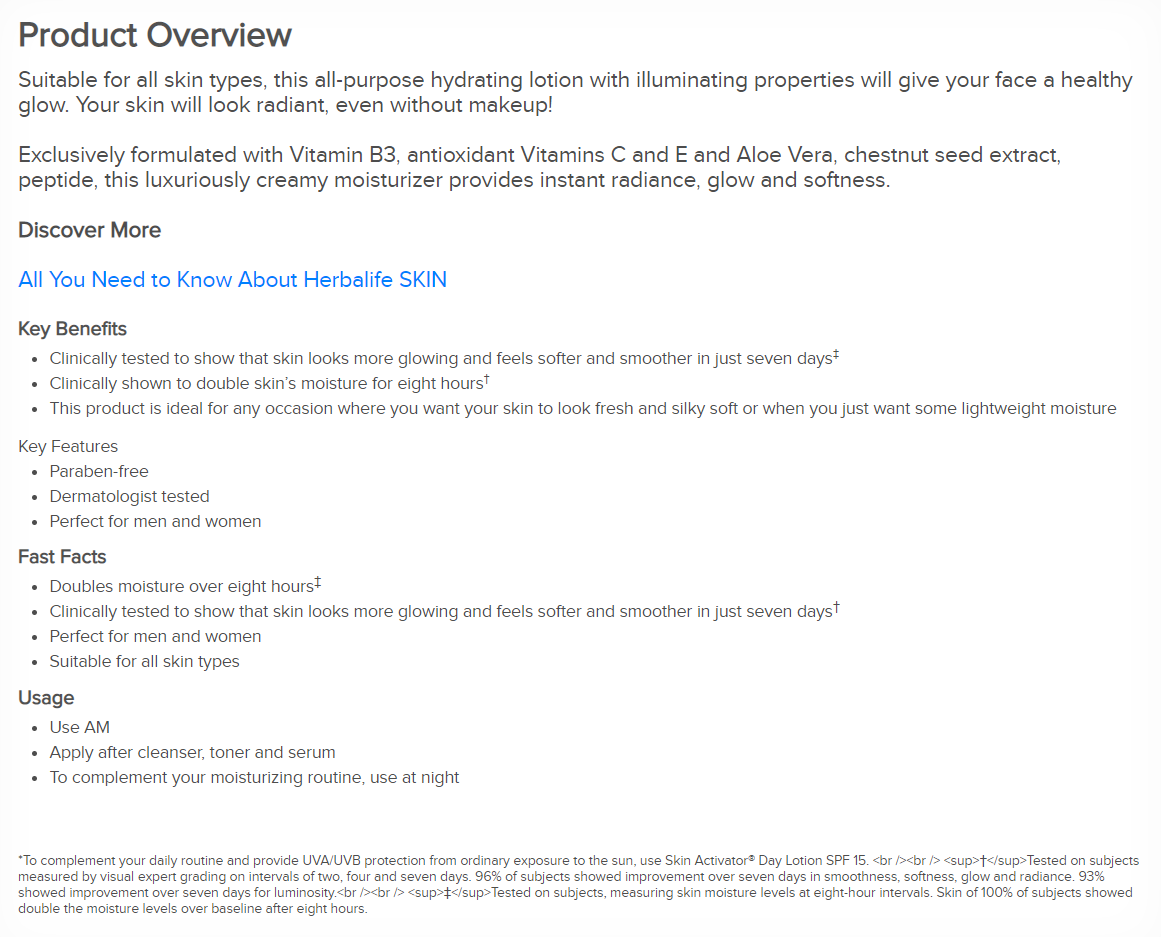 Product Overview
Suitable for all skin types, this all-purpose hydrating lotion with illuminating properties will give your face a healthy
glow. Your skin will look radiant, even without makeup!
Exclusively formulated with Vitamin B3, antioxidant Vitamins C and E and Aloe Vera, chestnut seed extract,
peptide, this luxuriously creamy moisturizer provides instant radiance, glow and softness.
Discover More
All You Need to Know About Herbalife SKIN
Key Benefits
• Clinically tested to show that skin looks more glowing and feels softer and smoother in just seven days‡
• Clinically shown to double skin’s moisture for eight hours†
• This product is ideal for any occasion where you want your skin to look fresh and silky soft or when you just want some lightweight moisture
Key Features
• Paraben-free
• Dermatologist tested
• Perfect for men and women
Fast Facts
• Doubles moisture over eight hours‡
• Clinically tested to show that skin looks more glowing and feels softer and smoother in just seven days†
• Perfect for men and women
• Suitable for all skin types
Usage
• Use AM
• Apply after cleanser, toner and serum
• To complement your moisturizing routine, use at night
*To complement your daily routine and provide UVA/UVB protection from ordinary exposure to the sun, use Skin Activator® Day Lotion SPF 15. <br /><br /> <sup>†</sup>Tested on subjects
measured by visual expert grading on intervals of two, four and seven days. 96% of subjects showed improvement over seven days in smoothness, softness, glow and radiance. 93%
showed improvement over seven days for luminosity.<br /><br /> <sup>‡</sup>Tested on subjects, measuring skin moisture levels at eight-hour intervals. Skin of 100% of subjects showed
double the moisture levels over baseline after eight hours.